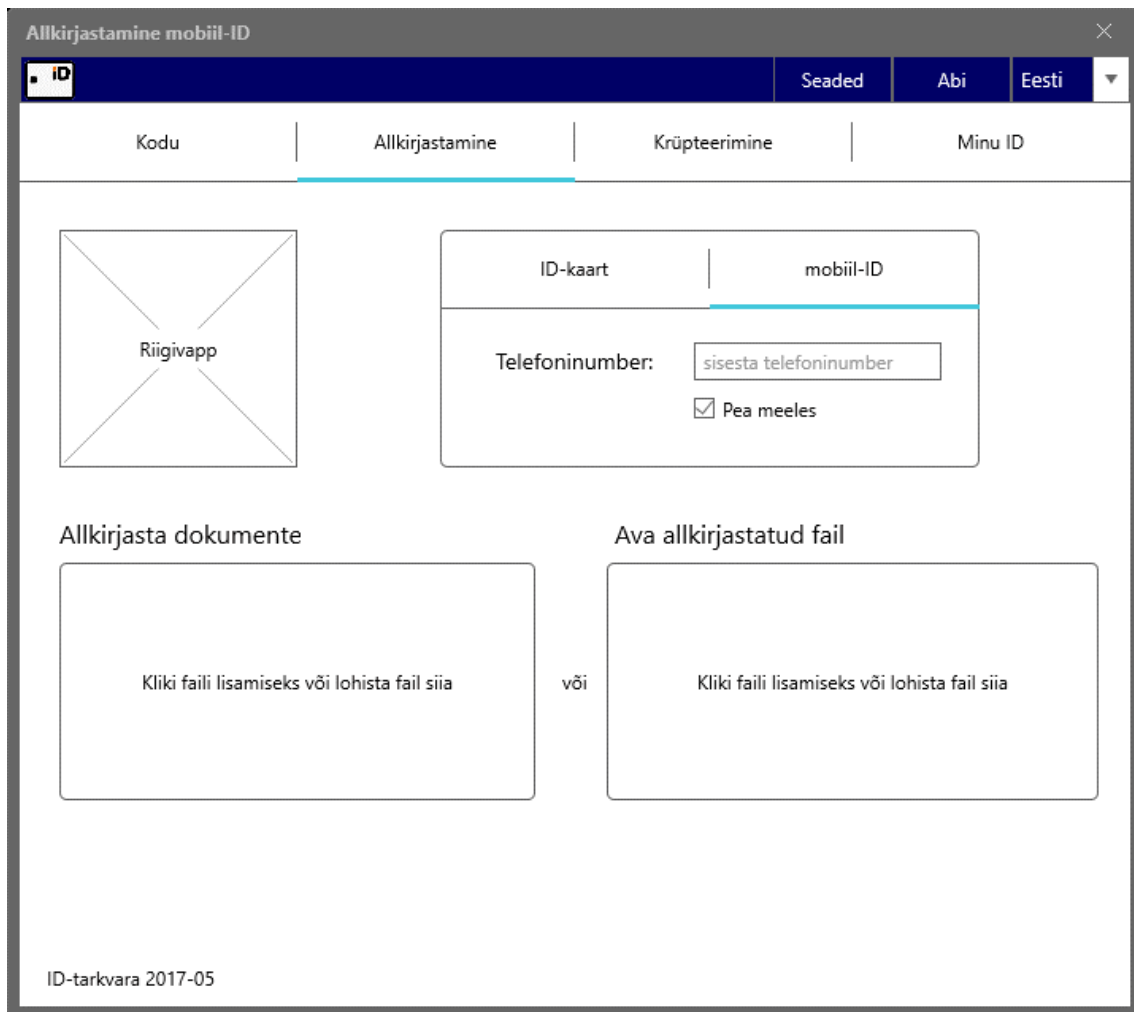 Allkirjastamine mobiil-ID
iD
Seaded Abi Eesti
Kodu Allkirjastamine Krüpteerimine Minu ID
ID-kaart mobiil-ID
Riigivapp
Telefoninumber: sisesta telefoninumber
Pea meeles
Allkirjasta dokumente Ava allkirjastatud fail
Kliki faili lisamiseks või lohista fail siia või Kliki faili lisamiseks või lohista fail siia
ID-tarkvara 2017-05